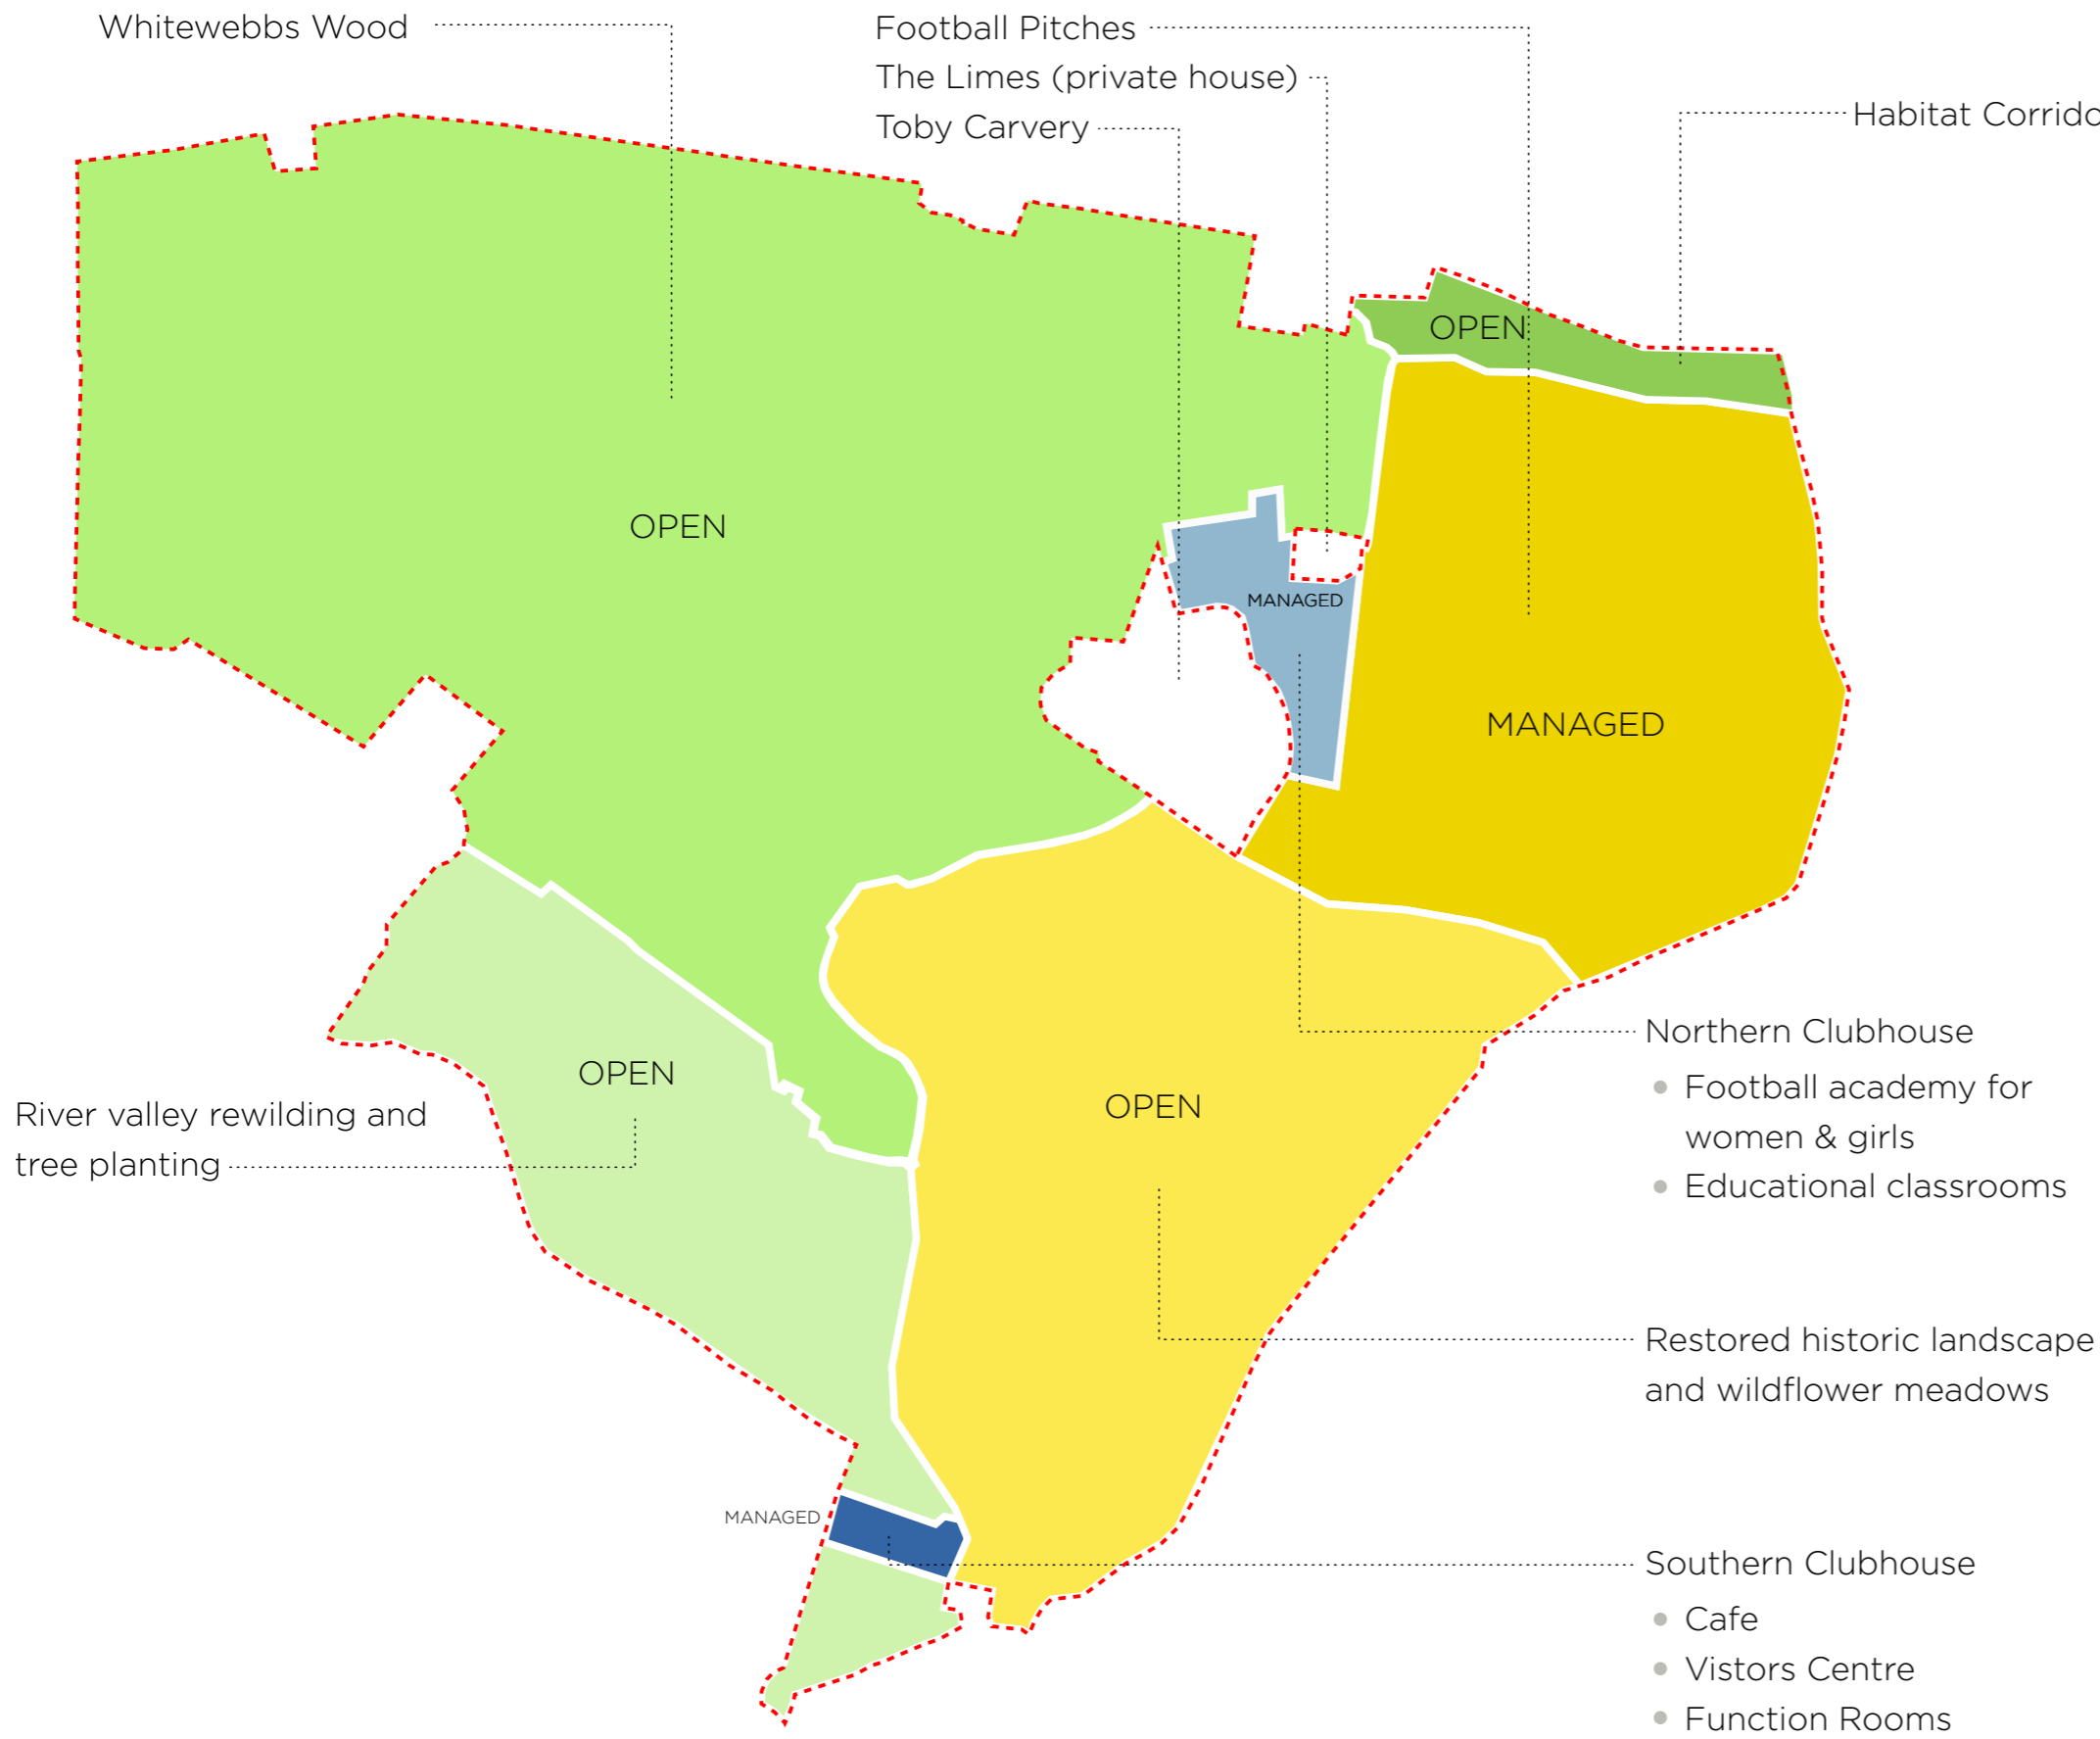 Whitewebbs Wood
Football Pitches
The Limes (private house)
Toby Carvery
Habitat Corrido
OPEN
OPEN
MANAGED
MANAGED
OPEN
River valley rewilding and
tree planting
OPEN
Northern Clubhouse
Football academy for
women & girls
Educational classrooms
Restored historic landscape
and wildflower meadows
MANAGED
Southern Clubhouse
Cafe
Vistors Centre
Function Rooms